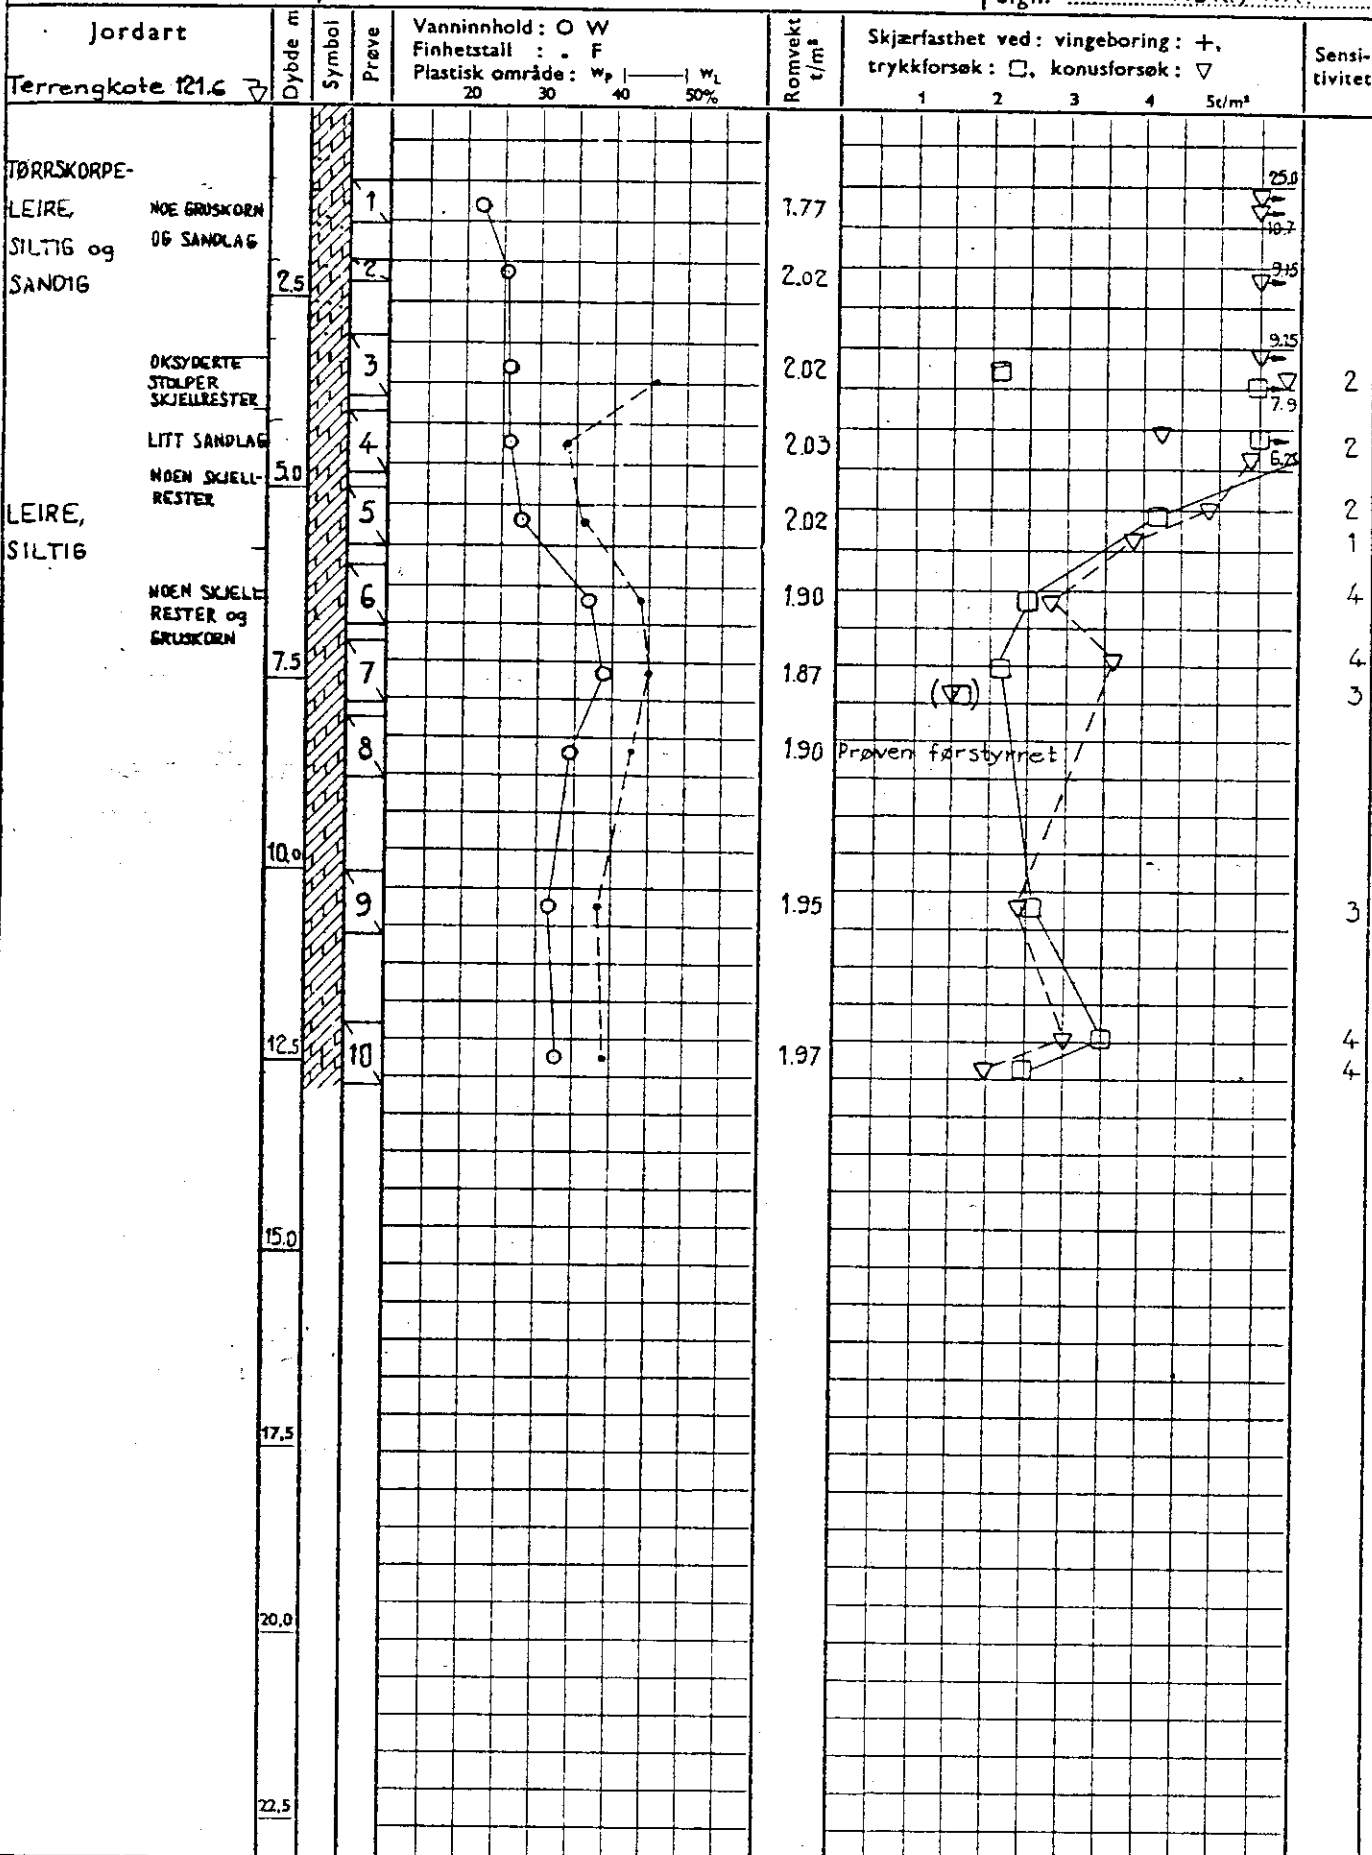 Jordart
Terrengkote 121.6
Dybde m
Symbol
Prøve
Vanninnhold: O W
Finhetstall : . F
Plastisk område: wP |——| wL
20 30 40 50%
Romvekt t/m³
Skjærfasthet ved: vingeboring: +,
trykkforsøk: □, konusforsøk: ▽
1 2 3 4 5t/m²
Sensi-
tivitet
TØRRSKORPE-
LEIRE,
SILTIG og
SANDIG
NOE GRUSKORN
OG SANDLAG
1
1.77
25.0
10.7
2
2.02
9.15
2.5
OKSYDERTE
STOLPER
SKJELLRESTER
3
2.02
9.25
7.9
2
LITT SANDLAG
4
2.03
6.25
2
5.0
NOEN SKJELL-
RESTER
LEIRE,
SILTIG
5
2.02
2
1
NOEN SKJELL
RESTER og
GRUSKORN
6
1.90
4
7.5
7
1.87
4
( )
3
8
1.90
Prøven førstyrret
10.0
9
1.95
3
12.5
10
1.97
4
4
15.0
17,5
20,0
22,5